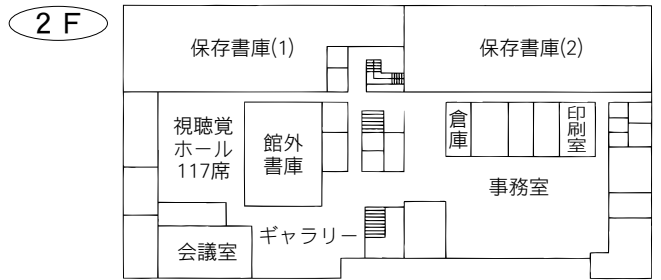 2 F
保存書庫(1)
保存書庫(2)
視聴覚
ホール
117席
館外
書庫
倉庫
印刷室
事務室
ギャラリー
会議室